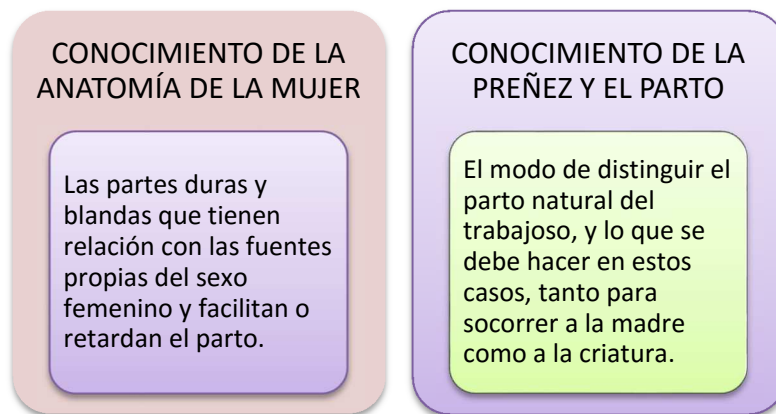 CONOCIMIENTO DE LA
ANATOMÍA DE LA MUJER
Las partes duras y
blandas que tienen
relación con las fuentes
propias del sexo
femenino y facilitan o
retardan el parto.
CONOCIMIENTO DE LA
PREÑEZ Y EL PARTO
El modo de distinguir el
parto natural del
trabajoso, y lo que se
debe hacer en estos
casos, tanto para
socorrer a la madre
como a la criatura.